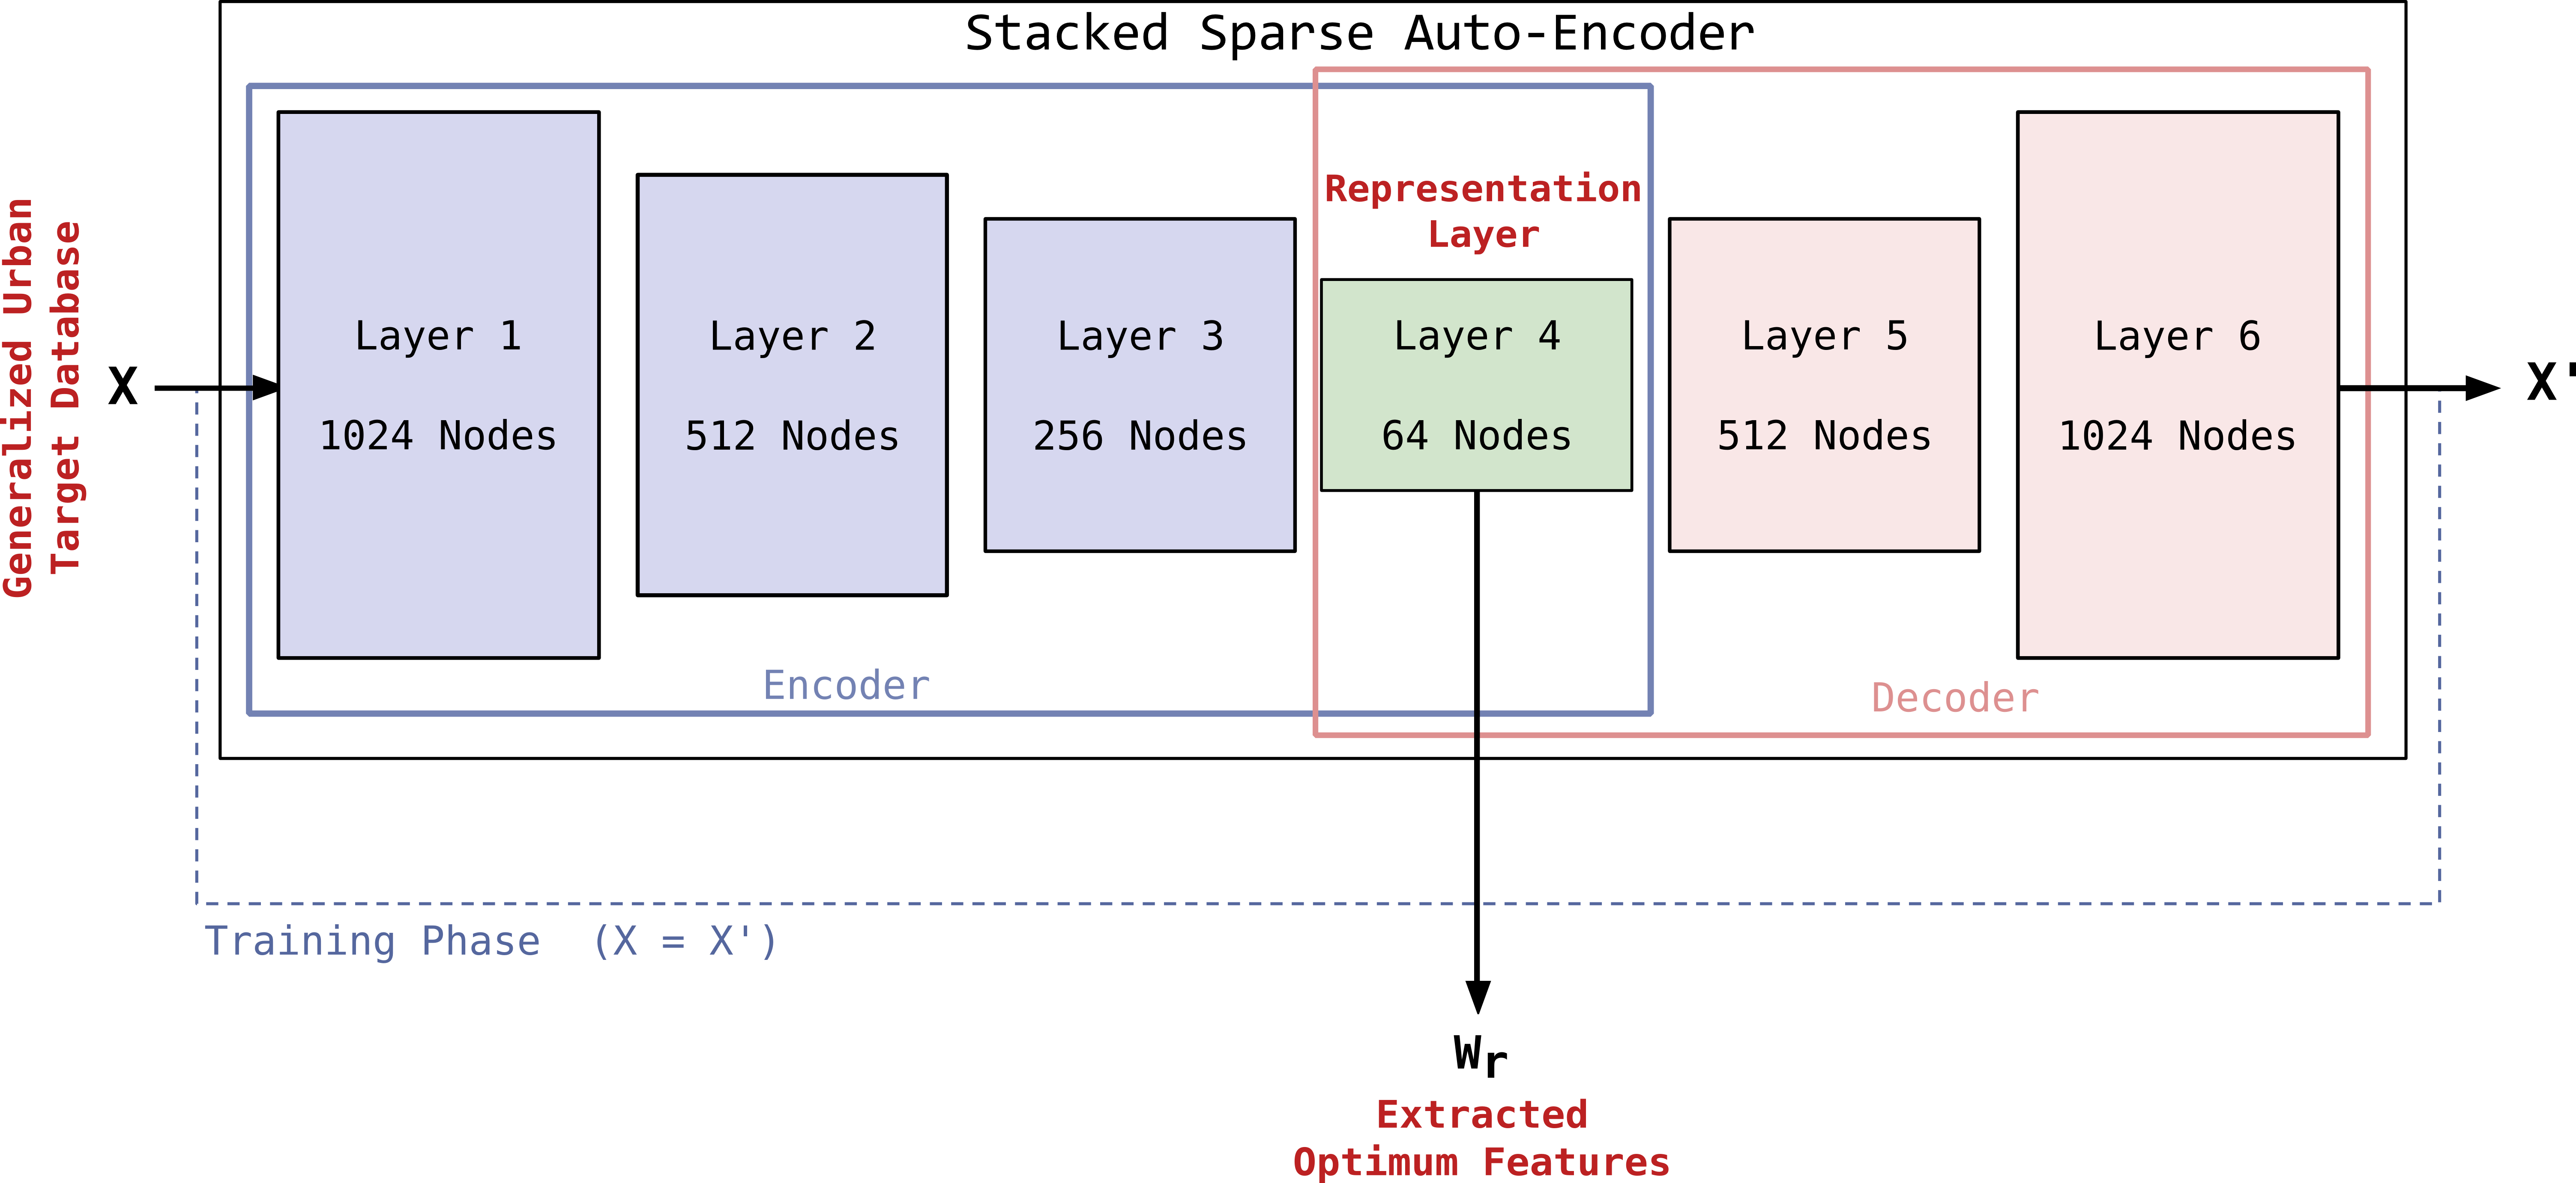 Stacked Sparse Auto-Encoder
Generalized Urban
Target Database
X
Layer 1
1024 Nodes
Layer 2
512 Nodes
Layer 3
256 Nodes
Representation
Layer
Layer 4
64 Nodes
Layer 5
512 Nodes
Layer 6
1024 Nodes
X'
Encoder
Decoder
Training Phase  (X = X')
Wr
Extracted
Optimum Features